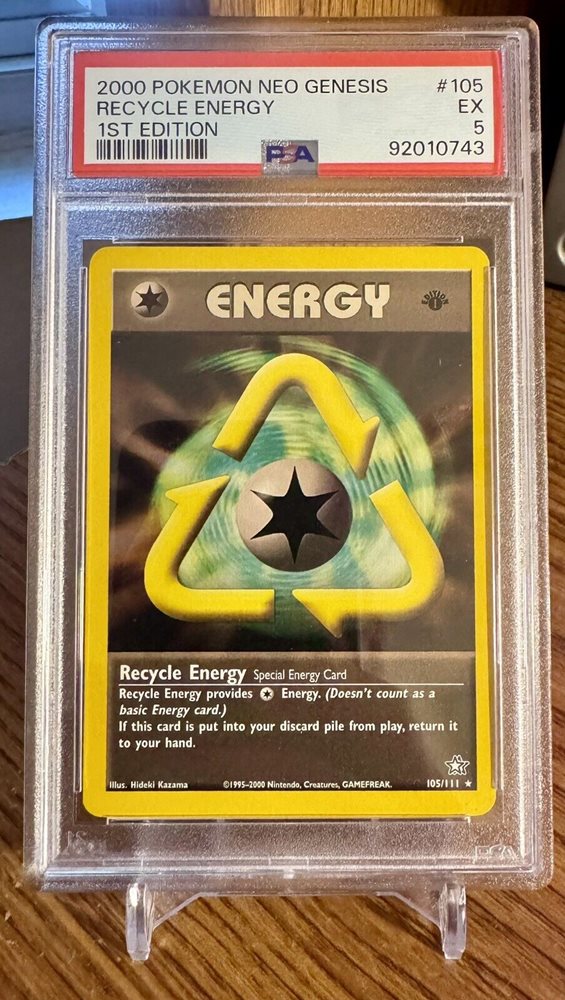 2000 POKEMON NEO GENESIS #105
RECYCLE ENERGY EX
1ST EDITION 5
PSA 92010743
ENERGY
EDITION
1
Recycle Energy Special Energy Card
Recycle Energy provides Energy. (Doesn't count as a
basic Energy card.)
If this card is put into your discard pile from play, return it
to your hand.
Illus. Hideki Kazama ©1995-2000 Nintendo, Creatures, GAMEFREAK. 105/111 ★